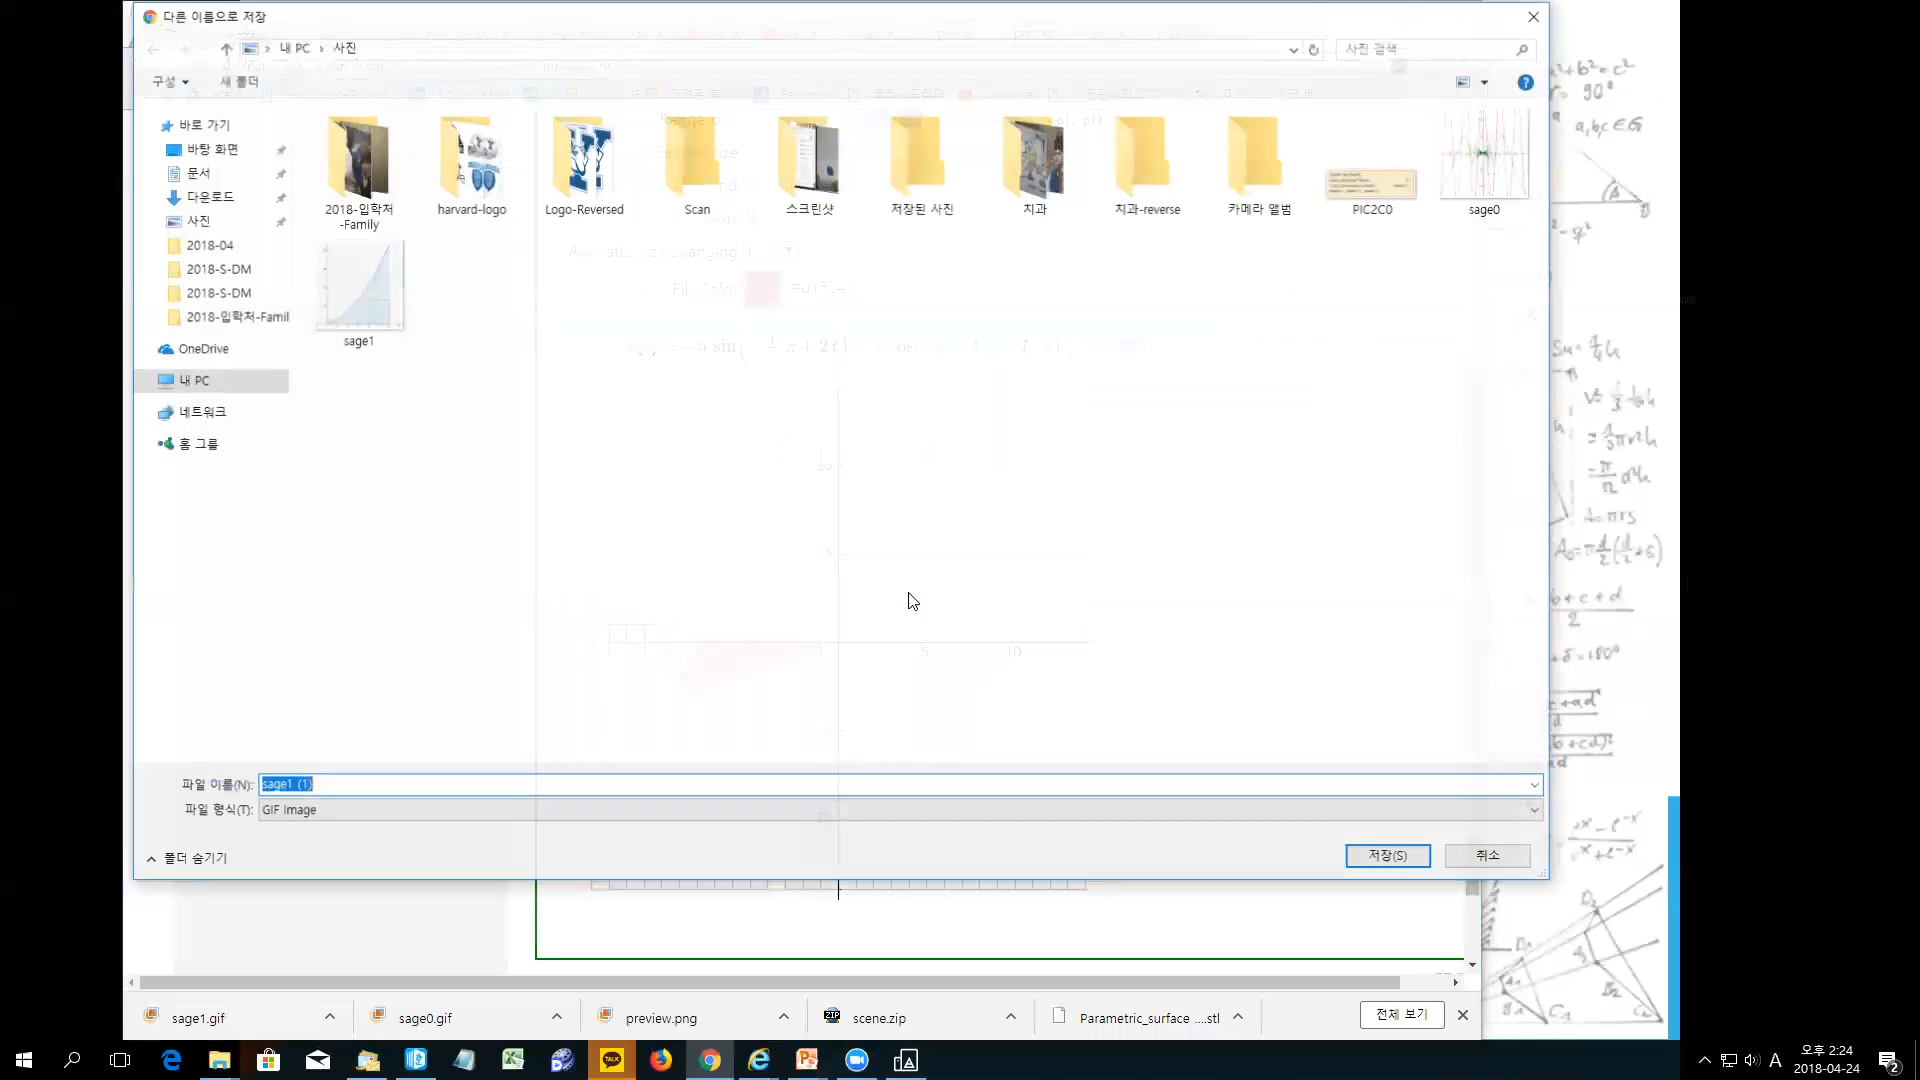 다른 이름으로 저장
내 PC
사진
사진 검색
구성
새 폴더
바로 가기
바탕 화면
문서
다운로드
사진
2018-04
2018-S-DM
2018-S-DM
2018-입학처-Famil
OneDrive
내 PC
네트워크
홈 그룹
2018-입학처
-Family
harvard-logo
Logo-Reversed
Scan
스크린샷
저장된 사진
치과
치과-reverse
카메라 앨범
PIC2C0
sage0
sage1
5
10
파일 이름(N):
sage1 (1)
파일 형식(T):
GIF Image
폴더 숨기기
저장(S)
취소
sage1.gif
sage0.gif
preview.png
scene.zip
Parametric_surface ....stl
전체 보기
TALK
A
오후 2:24
2018-04-24
2